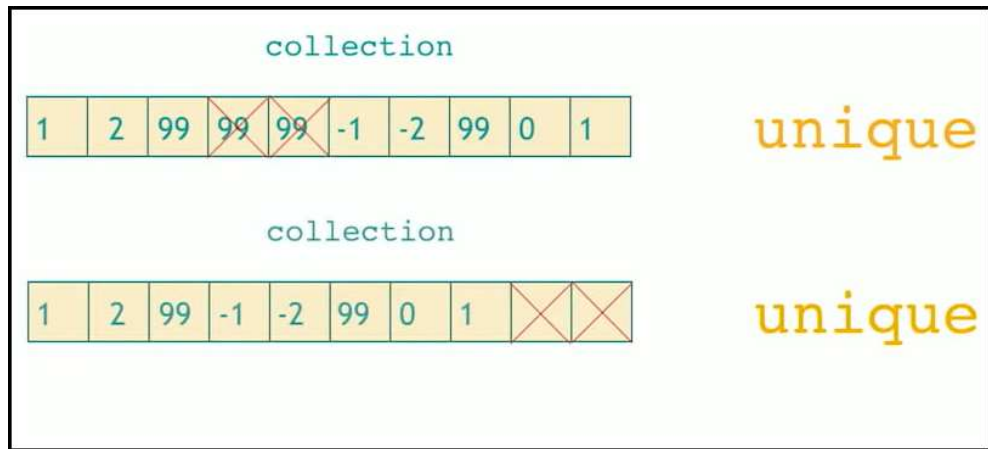 collection
1 2 99 99 99 -1 -2 99 0 1
unique
collection
1 2 99 -1 -2 99 0 1
unique